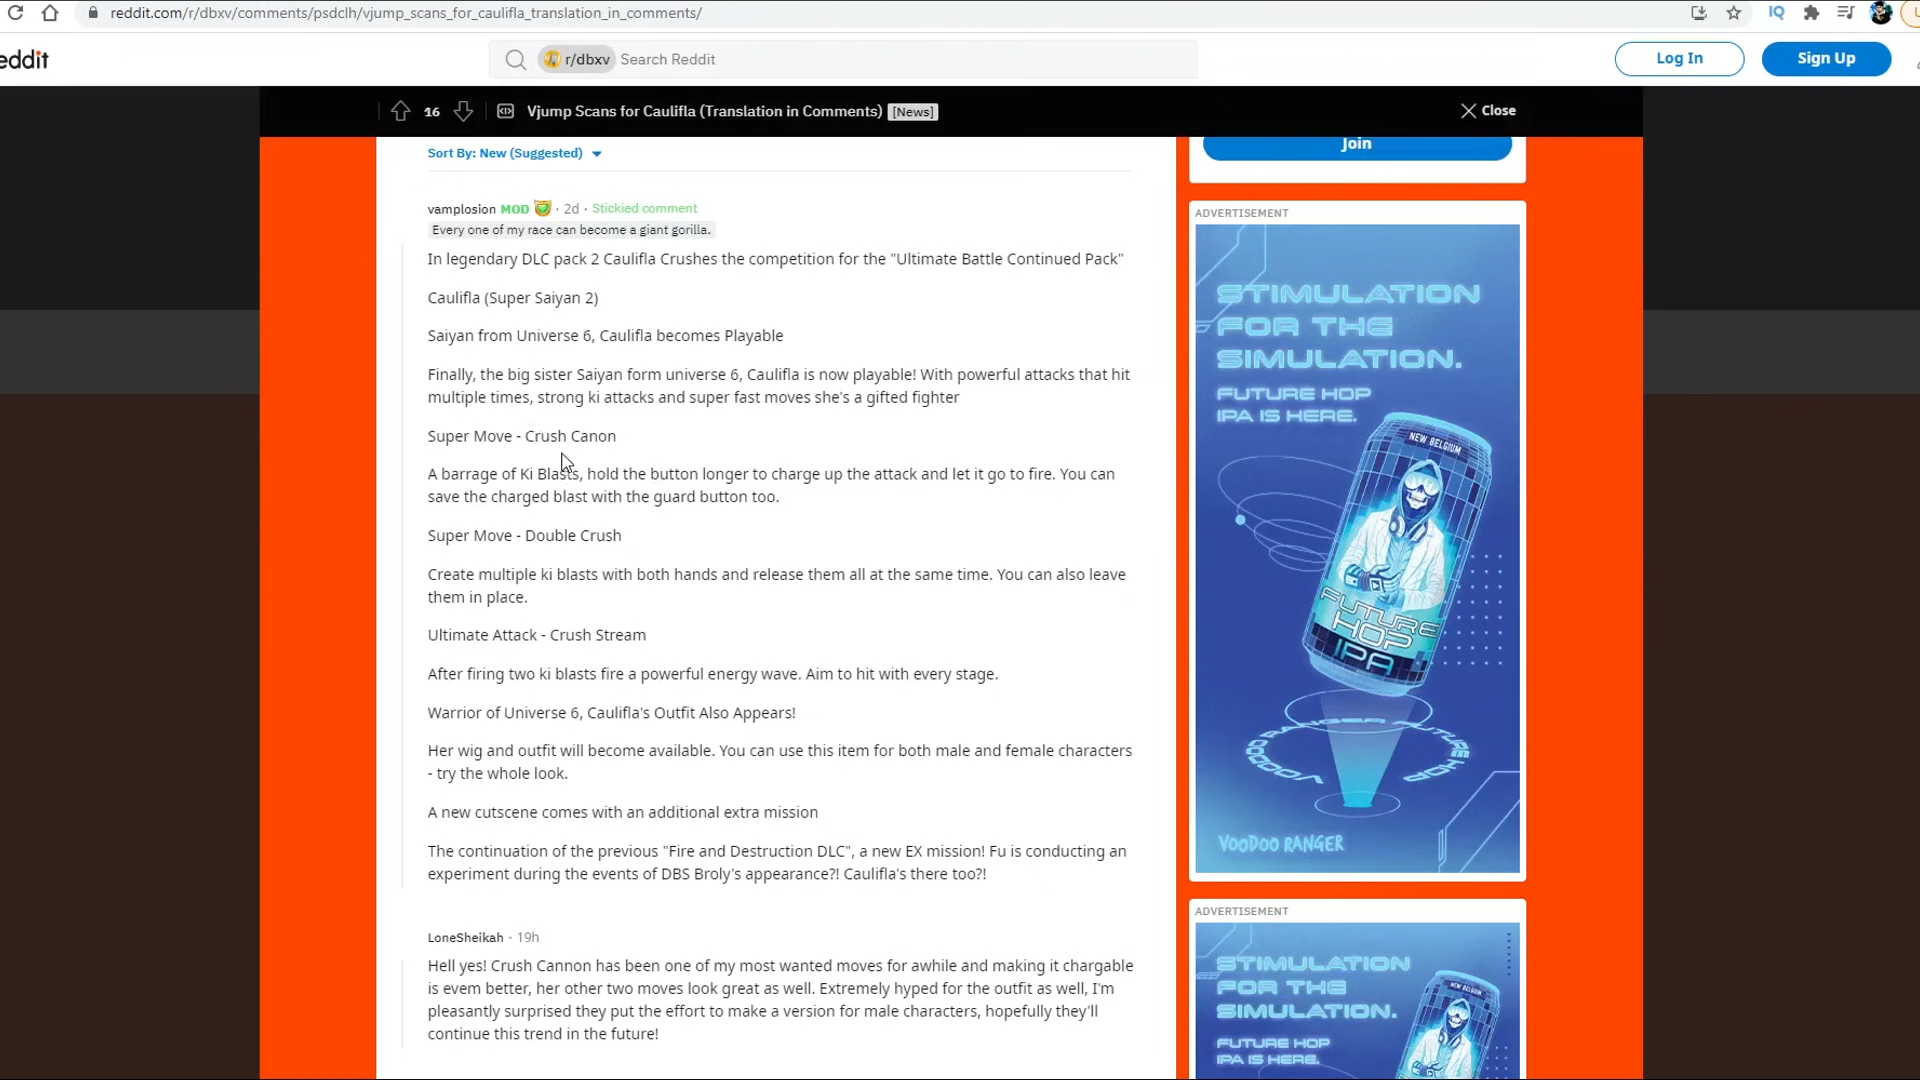 reddit.com/r/dbxv/comments/psdclh/vjump_scans_for_caulifla_translation_in_comments/
IQ
eddit
r/dbxv Search Reddit
Log In
Sign Up
16 Vjump Scans for Caulifla (Translation in Comments) [News]
Close
Sort By: New (Suggested)
vamplosion MOD · 2d · Stickied comment
Every one of my race can become a giant gorilla.
In legendary DLC pack 2 Caulifla Crushes the competition for the "Ultimate Battle Continued Pack"
Caulifla (Super Saiyan 2)
Saiyan from Universe 6, Caulifla becomes Playable
Finally, the big sister Saiyan form universe 6, Caulifla is now playable! With powerful attacks that hit
multiple times, strong ki attacks and super fast moves she's a gifted fighter
Super Move - Crush Canon
A barrage of Ki Blasts, hold the button longer to charge up the attack and let it go to fire. You can
save the charged blast with the guard button too.
Super Move - Double Crush
Create multiple ki blasts with both hands and release them all at the same time. You can also leave
them in place.
Ultimate Attack - Crush Stream
After firing two ki blasts fire a powerful energy wave. Aim to hit with every stage.
Warrior of Universe 6, Caulifla's Outfit Also Appears!
Her wig and outfit will become available. You can use this item for both male and female characters
- try the whole look.
A new cutscene comes with an additional extra mission
The continuation of the previous "Fire and Destruction DLC", a new EX mission! Fu is conducting an
experiment during the events of DBS Broly's appearance?! Caulifla's there too?!
LoneSheikah · 19h
Hell yes! Crush Cannon has been one of my most wanted moves for awhile and making it chargable
is evem better, her other two moves look great as well. Extremely hyped for the outfit as well, I'm
pleasantly surprised they put the effort to make a version for male characters, hopefully they'll
continue this trend in the future!
Join
ADVERTISEMENT
STIMULATION
FOR THE
SIMULATION.
FUTURE HOP
IPA IS HERE.
NEW BELGIUM
FUTURE
HOP
IPA
VOODOO RANGER FUTURE HOP
VOODOO RANGER
ADVERTISEMENT
STIMULATION
FOR THE
SIMULATION.
FUTURE HOP
IPA IS HERE.
NEW BELGIUM